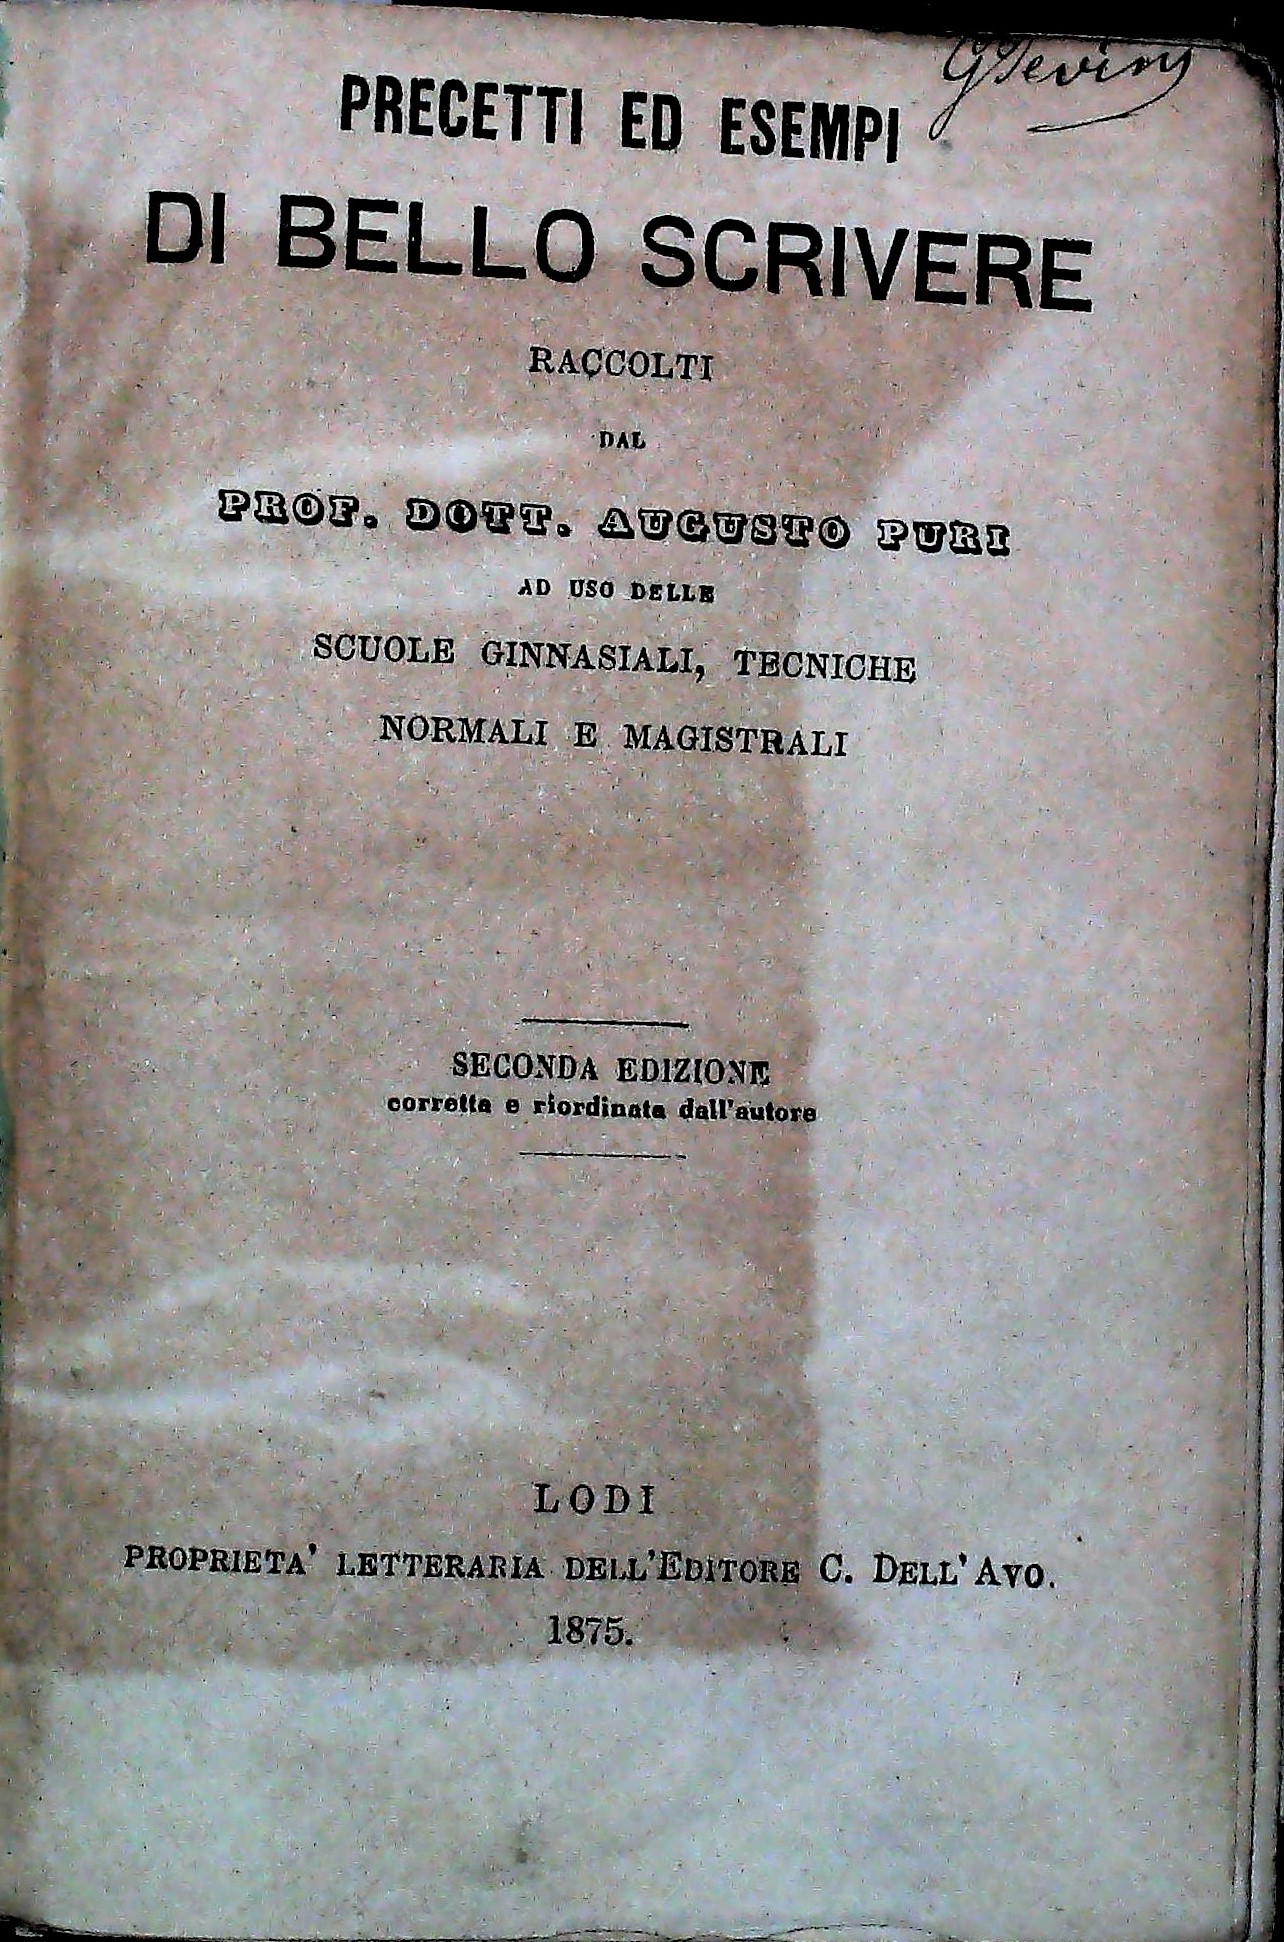 PRECETTI ED ESEMPI
DI BELLO SCRIVERE
RACCOLTI
DAL
PROF. DOTT. AUGUSTO PURI
AD USO DELLE
SCUOLE GINNASIALI, TECNICHE
NORMALI E MAGISTRALI
SECONDA EDIZIONE
corretta e riordinata dall'autore
LODI
PROPRIETA' LETTERARIA DELL'EDITORE C. DELL'AVO.
1875.